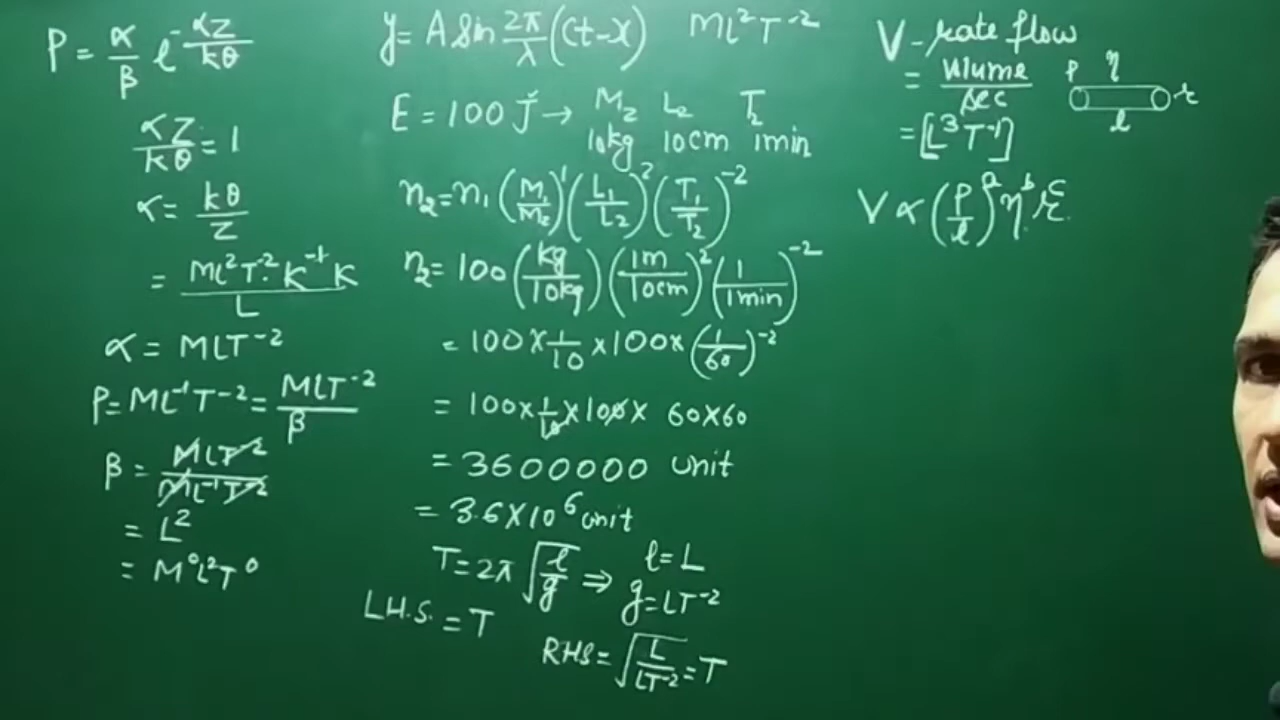 P = α/β e^-αZ/kθ
αZ/kθ = 1
α = kθ/Z
= ML²T⁻² K⁻¹ K/L
α = MLT⁻²
P = ML⁻¹T⁻² = MLT⁻²/β
β = MLT⁻²/ML⁻¹T⁻²
= L²
= M⁰L²T⁰
y = A sin 2π/λ (ct-x) ML²T⁻²
E = 100 J → M₂ L₂ T₂
10kg 10cm 1min
n₂ = n₁ (M₁/M₂)¹ (L₁/L₂)² (T₁/T₂)⁻²
n₂ = 100 (kg/10kg) (1m/10cm)² (1/1min)⁻²
= 100 × 1/10 × 100 × (1/60)⁻²
= 100 × 1/10 × 100 × 60×60
= 3600000 unit
= 3.6×10⁶ unit
T = 2π √l/g ⇒ l = L
g = LT⁻²
L.H.S. = T
RHS = √L/LT⁻² = T
V - rate flow
= Volume/sec
= [L³T⁻¹]
P η r l
V ∝ (P/l)ᵃ ηᵇ rᶜ